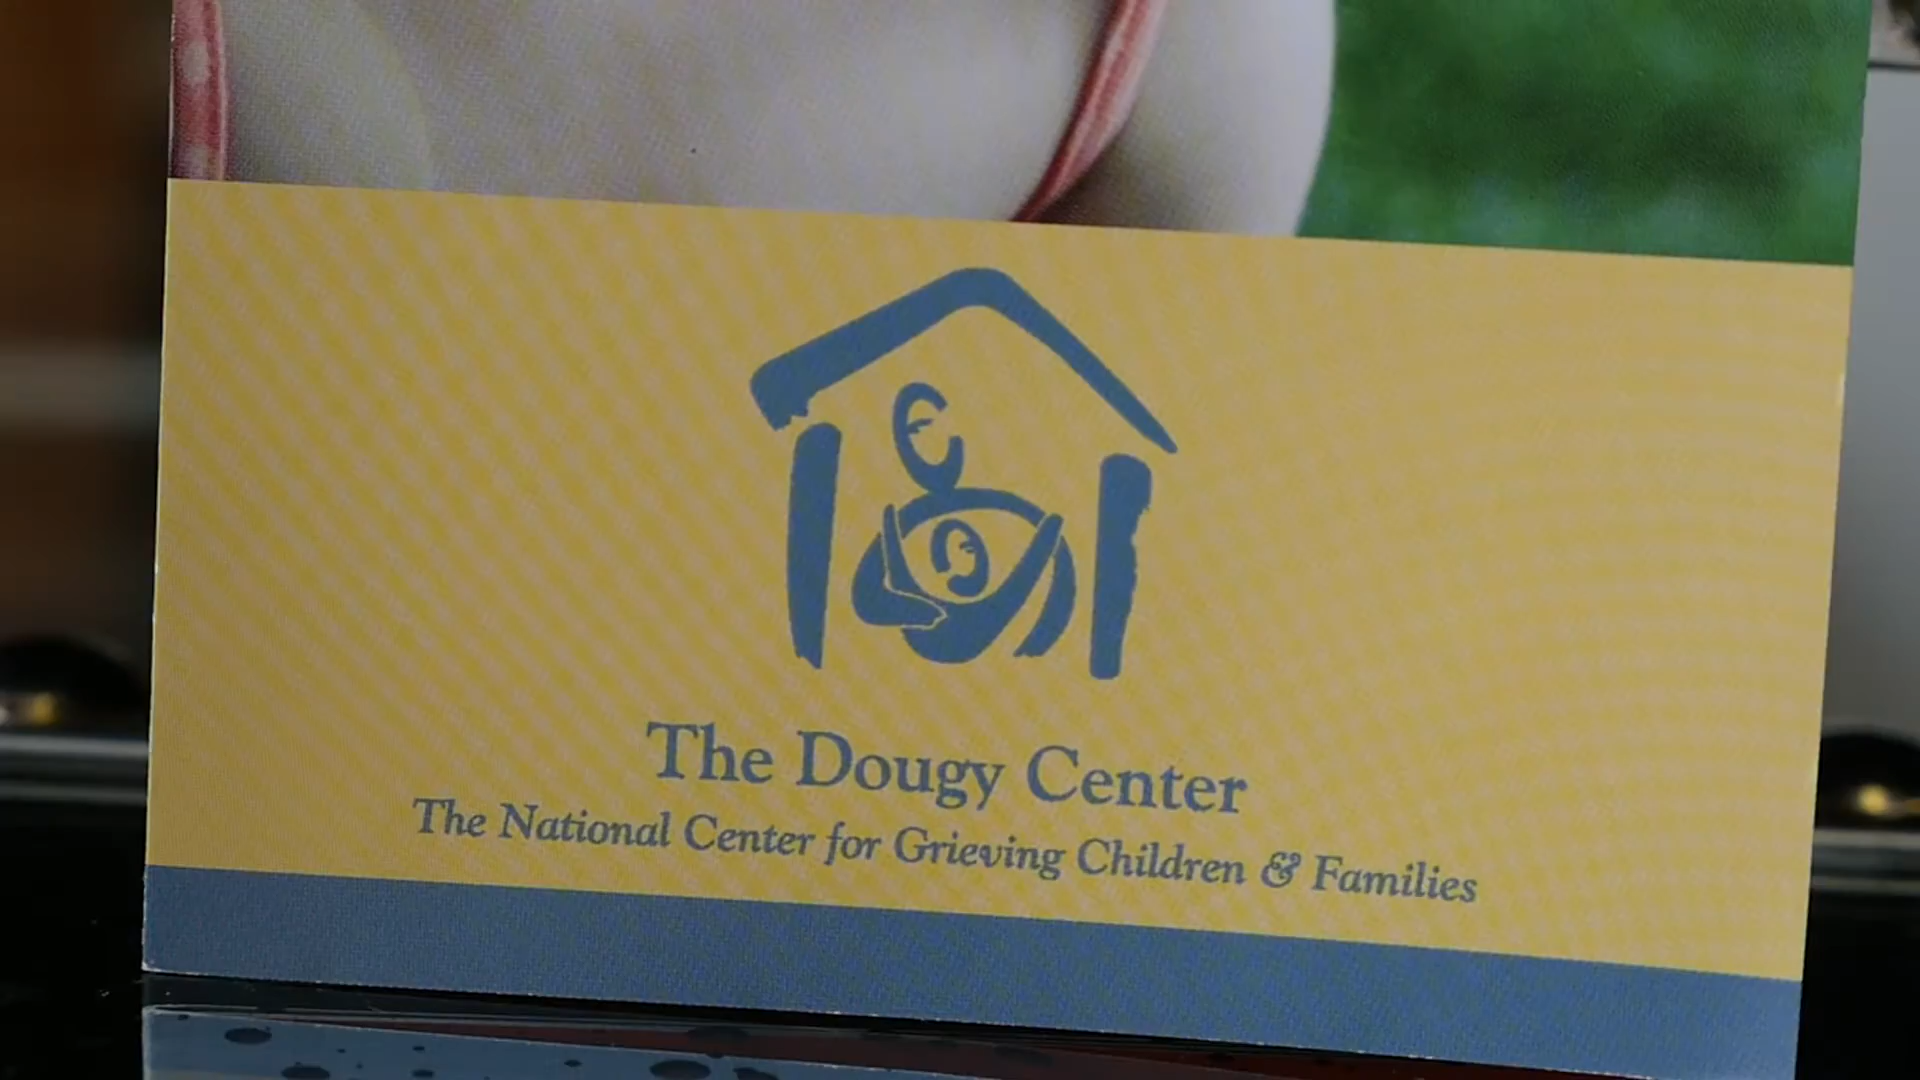 The Dougy Center
The National Center for Grieving Children & Families